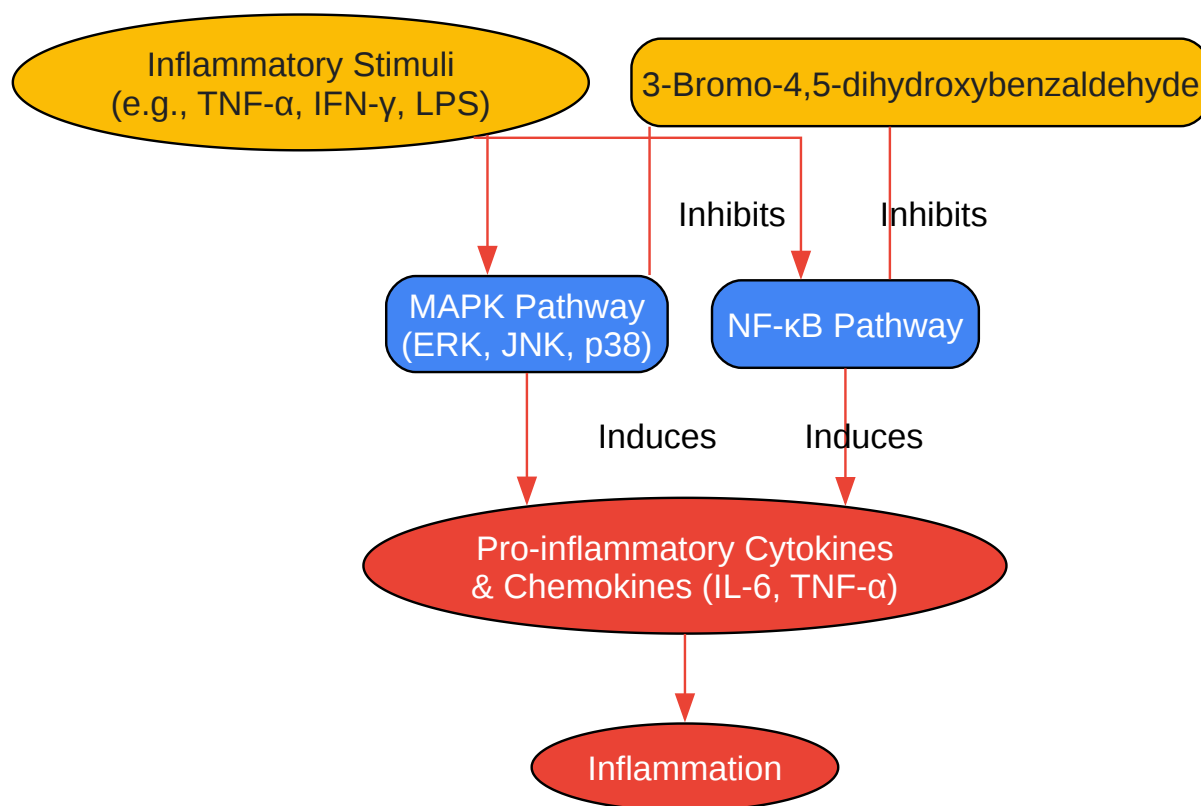 Inflammatory Stimuli
(e.g., TNF-α, IFN-γ, LPS)
3-Bromo-4,5-dihydroxybenzaldehyde
Inhibits
Inhibits
MAPK Pathway
(ERK, JNK, p38)
NF-κB Pathway
Induces
Induces
Pro-inflammatory Cytokines
& Chemokines (IL-6, TNF-α)
Inflammation